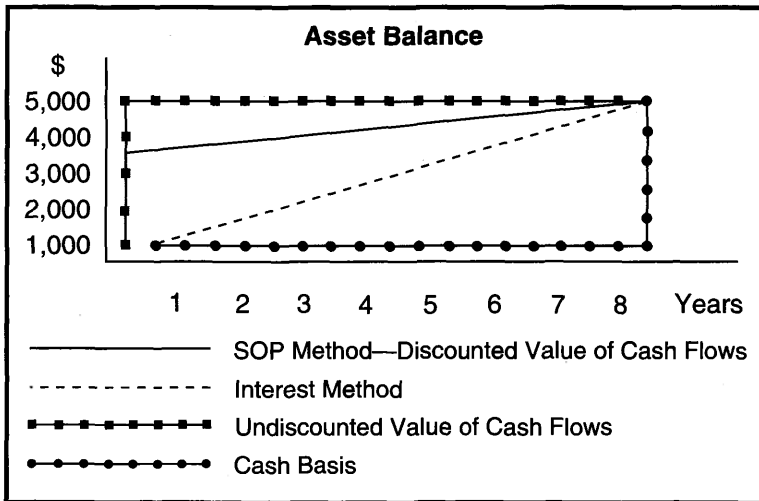 Asset Balance
$
5,000
4,000
3,000
2,000
1,000
1 2 3 4 5 6 7 8 Years
SOP Method—Discounted Value of Cash Flows
Interest Method
Undiscounted Value of Cash Flows
Cash Basis